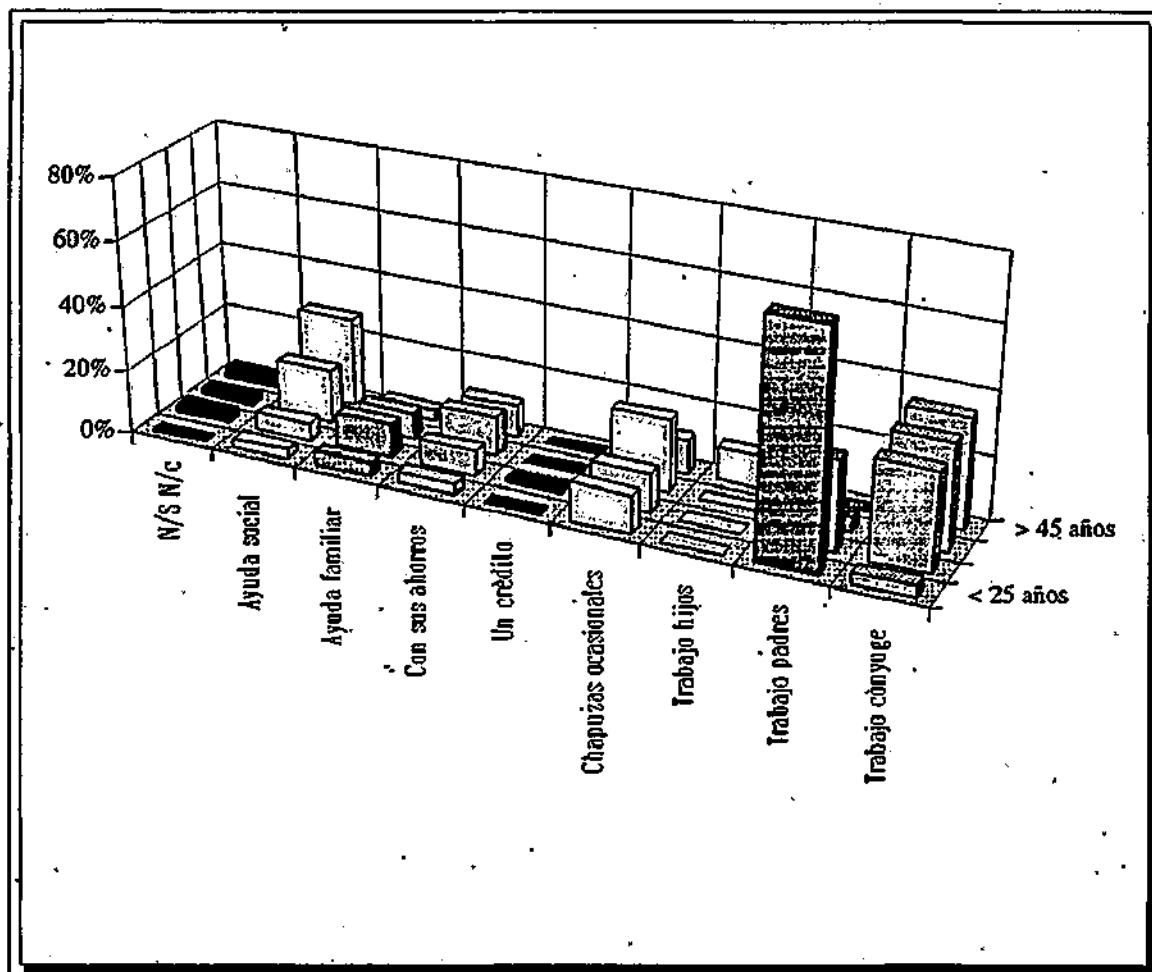 80%
60%
40%
20%
0%
N/S N/c
Ayuda social
Ayuda familiar
Con sus ahorros
Un crédito
Chapuzas ocasionales
Trabajo hijos
Trabajo padres
Trabajo cònyuge
> 45 años
< 25 años